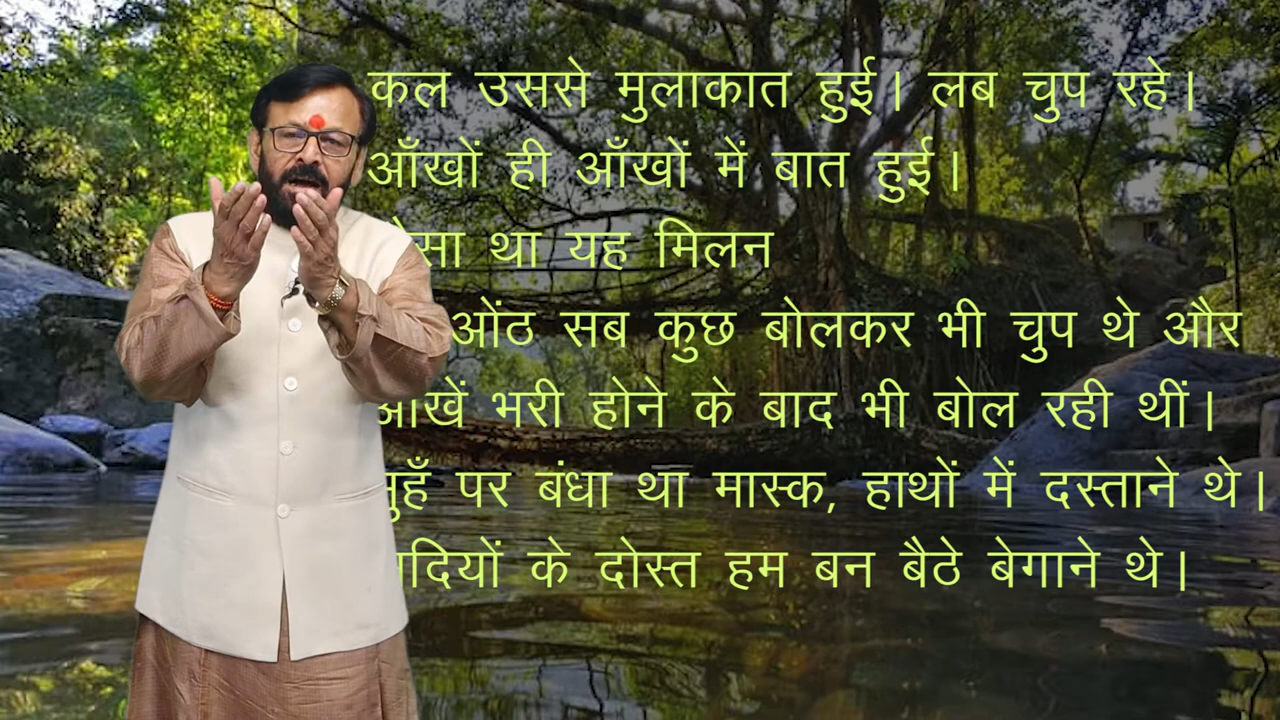 कल उससे मुलाकात हुई। लब चुप रहे।
आँखों ही आँखों में बात हुई।
था यह मिलन
ओंठ सब कुछ बोलकर भी चुप थे और
आँखें भरी होने के बाद भी बोल रही थीं।
मुहँ पर बंधा था मास्क, हाथों में दस्ताने थे।
के दोस्त हम बन बैठे बेगाने थे।